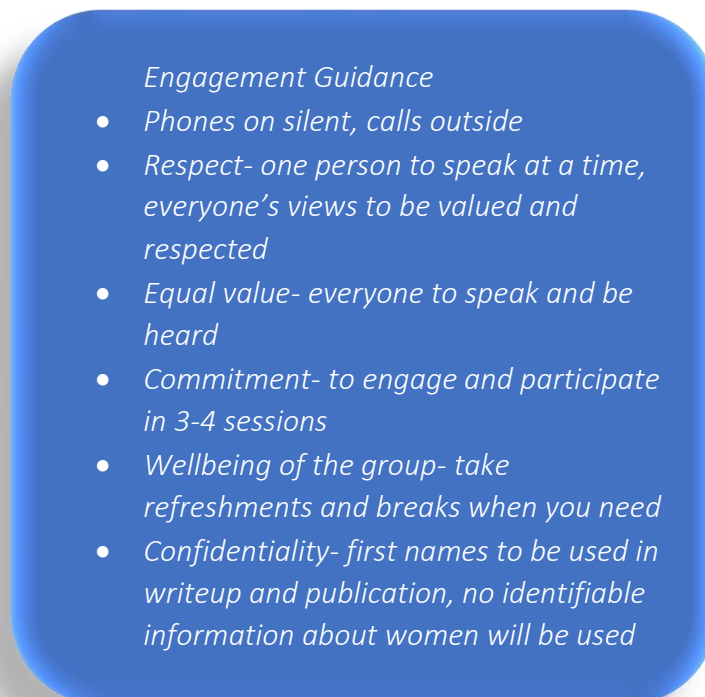 Engagement Guidance
• Phones on silent, calls outside
• Respect- one person to speak at a time,
everyone’s views to be valued and
respected
• Equal value- everyone to speak and be
heard
• Commitment- to engage and participate
in 3-4 sessions
• Wellbeing of the group- take
refreshments and breaks when you need
• Confidentiality- first names to be used in
writeup and publication, no identifiable
information about women will be used